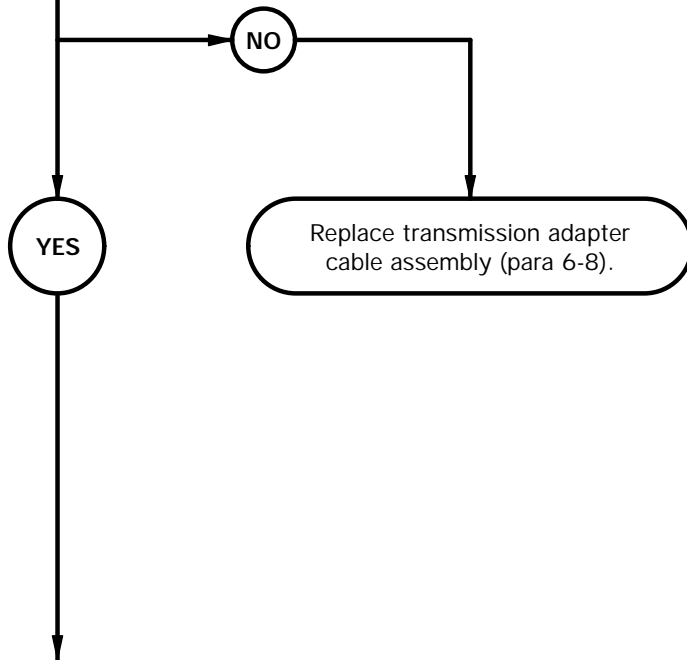 NO
YES
Replace transmission adapter
cable assembly (para 6-8).